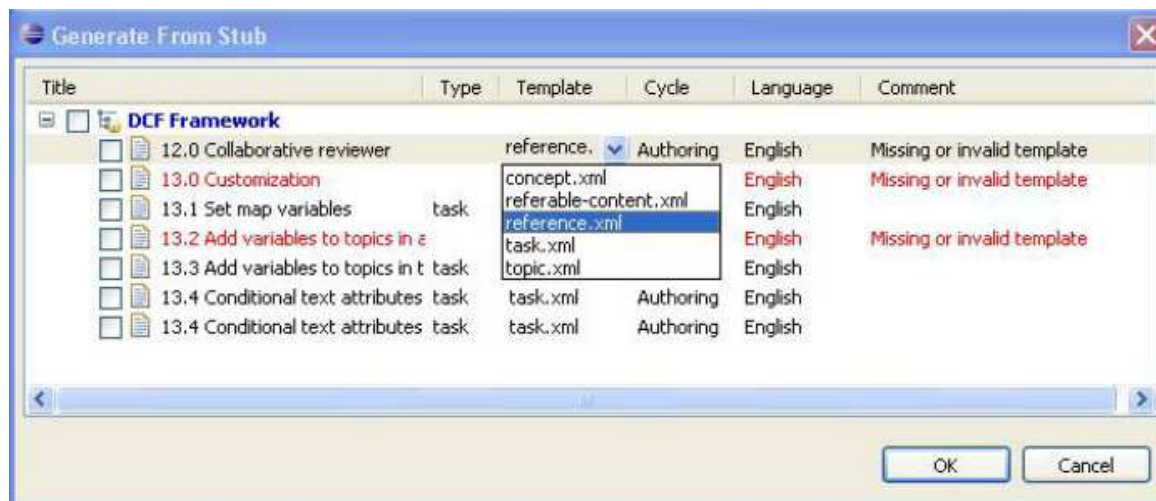 Generate From Stub
Title Type Template Cycle Language Comment
DCF Framework
12.0 Collaborative reviewer reference. Authoring English Missing or invalid template
13.0 Customization concept.xml English Missing or invalid template
referable-content.xml
13.1 Set map variables task reference.xml English
13.2 Add variables to topics in a task.xml English Missing or invalid template
13.3 Add variables to topics in t task topic.xml English
13.4 Conditional text attributes task task.xml Authoring English
13.4 Conditional text attributes task task.xml Authoring English
OK Cancel